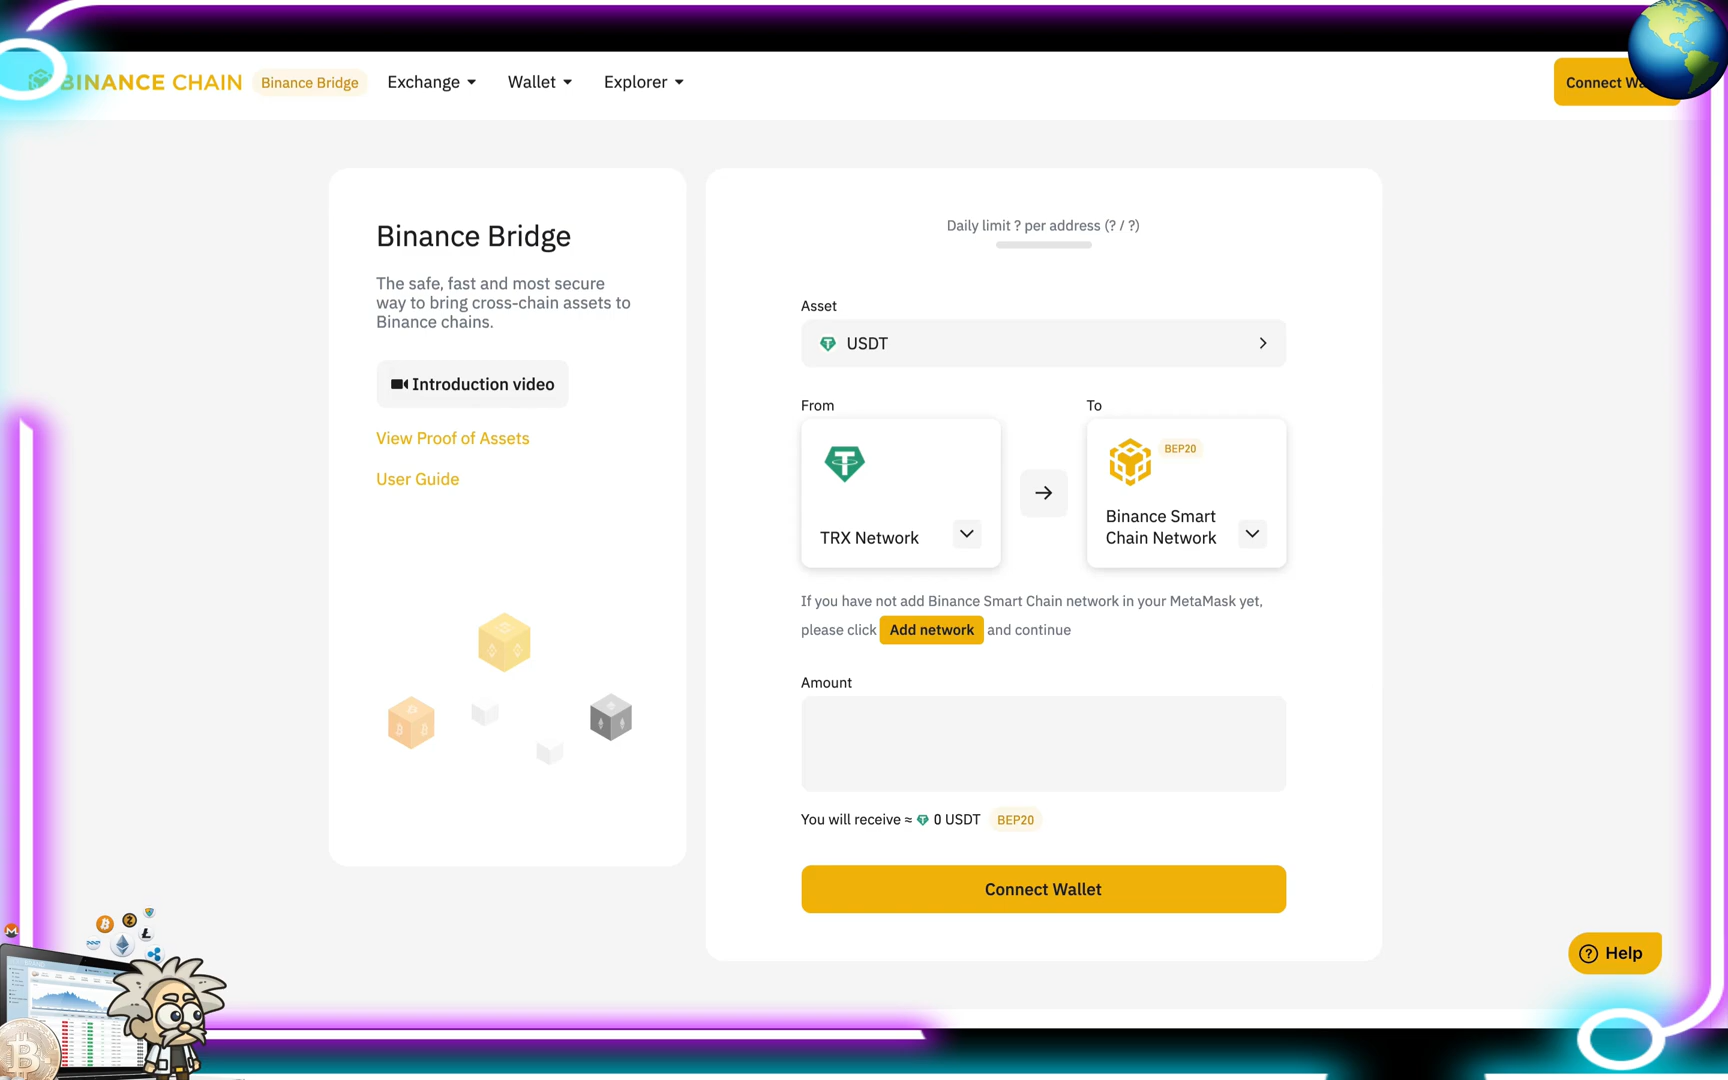 BINANCE CHAIN
Binance Bridge
Exchange
Wallet
Explorer
Connect
Binance Bridge
The safe, fast and most secure
way to bring cross-chain assets to
Binance chains.
Introduction video
View Proof of Assets
User Guide
Daily limit ? per address (? / ?)
Asset
USDT
From
To
TRX Network
BEP20
Binance Smart
Chain Network
If you have not add Binance Smart Chain network in your MetaMask yet,
please click Add network and continue
Amount
You will receive ≈ 0 USDT BEP20
Connect Wallet
Help